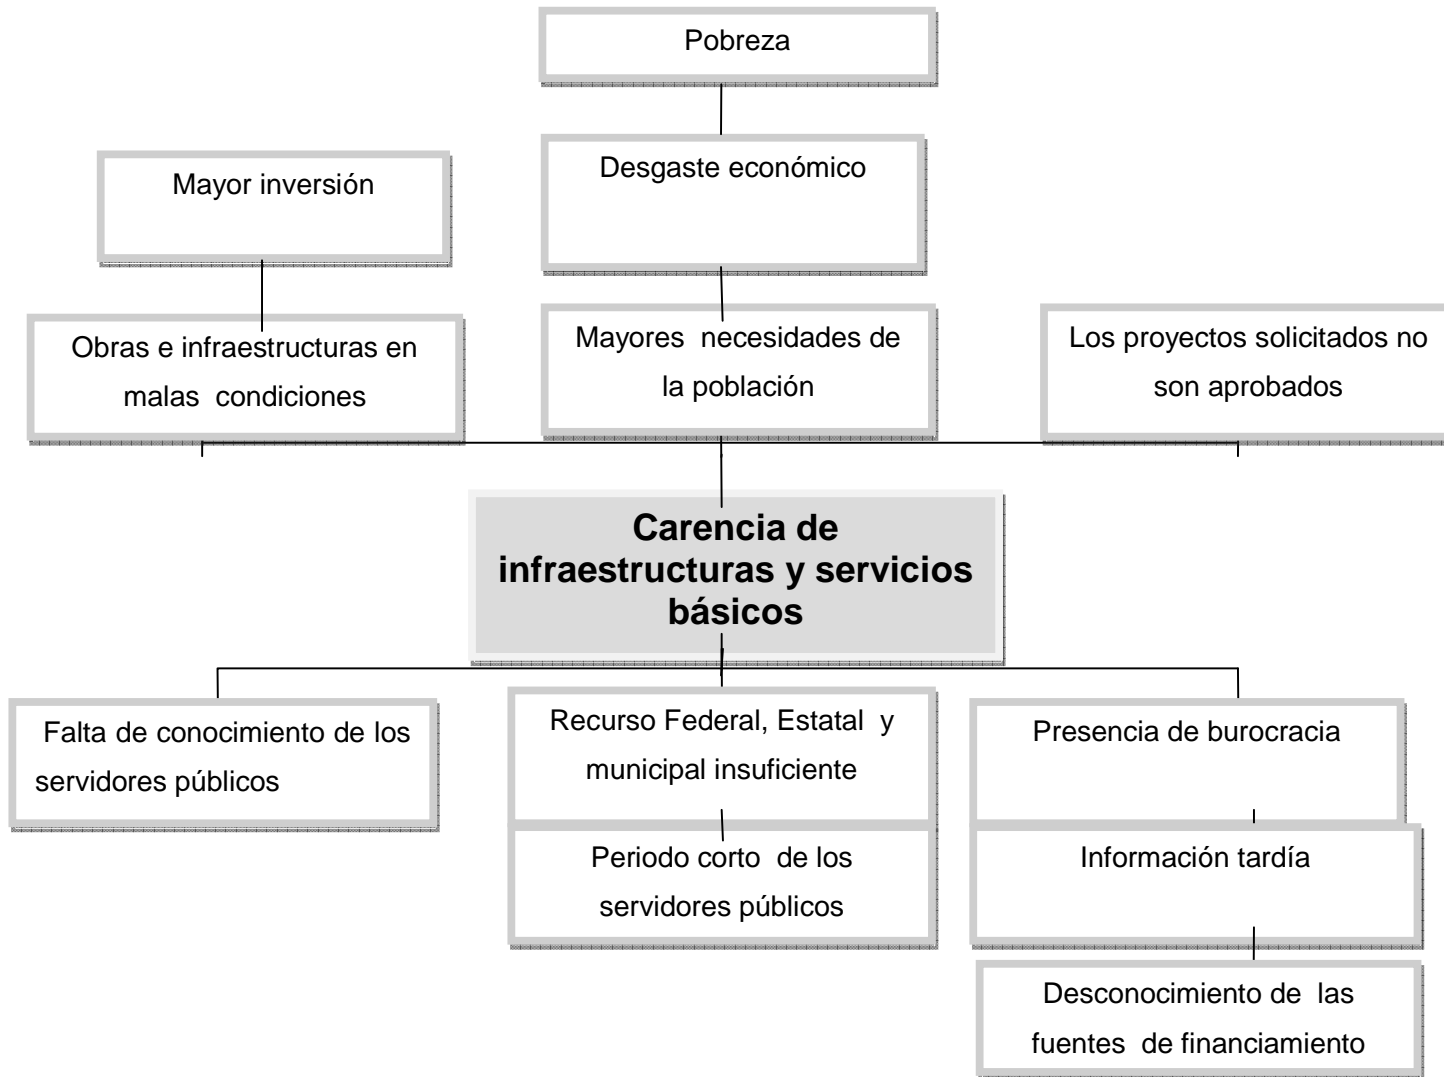 Pobreza
Desgaste económico
Mayor inversión
Obras e infraestructuras en
malas condiciones
Mayores necesidades de
la población
Los proyectos solicitados no
son aprobados
Carencia de
infraestructuras y servicios
básicos
Falta de conocimiento de los
servidores públicos
Recurso Federal, Estatal y
municipal insuficiente
Presencia de burocracia
Periodo corto de los
servidores públicos
Información tardía
Desconocimiento de las
fuentes de financiamiento